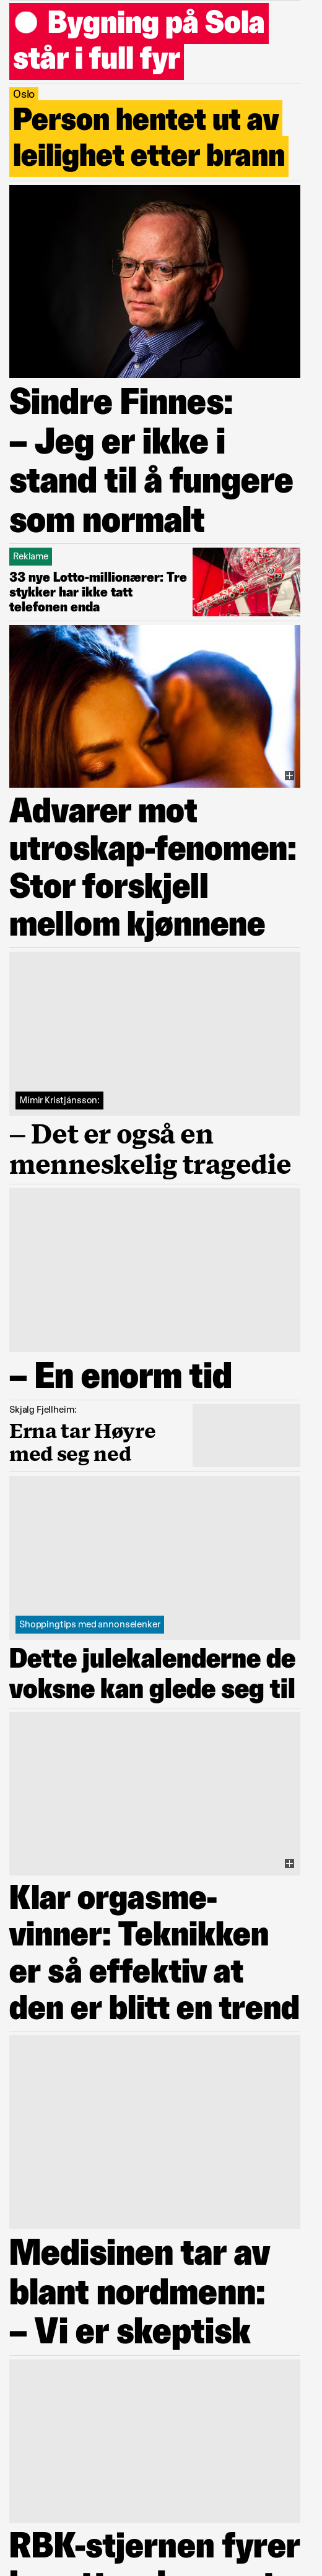 Bygning på Sola
står i full fyr
Oslo
Person hentet ut av
leilighet etter brann
Sindre Finnes:
– Jeg er ikke i
stand til å fungere
som normalt
Reklame
33 nye Lotto-millionærer: Tre
stykker har ikke tatt
telefonen enda
Advarer mot
utroskap-fenomen:
Stor forskjell
mellom kjønnene
Mímir Kristjánsson:
– Det er også en
menneskelig tragedie
– En enorm tid
Skjalg Fjellheim:
Erna tar Høyre
med seg ned
Shoppingtips med annonselenker
Dette julekalenderne de
voksne kan glede seg til
Klar orgasme-
vinner: Teknikken
er så effektiv at
den er blitt en trend
Medisinen tar av
blant nordmenn:
– Vi er skeptisk
RBK-stjernen fyrer